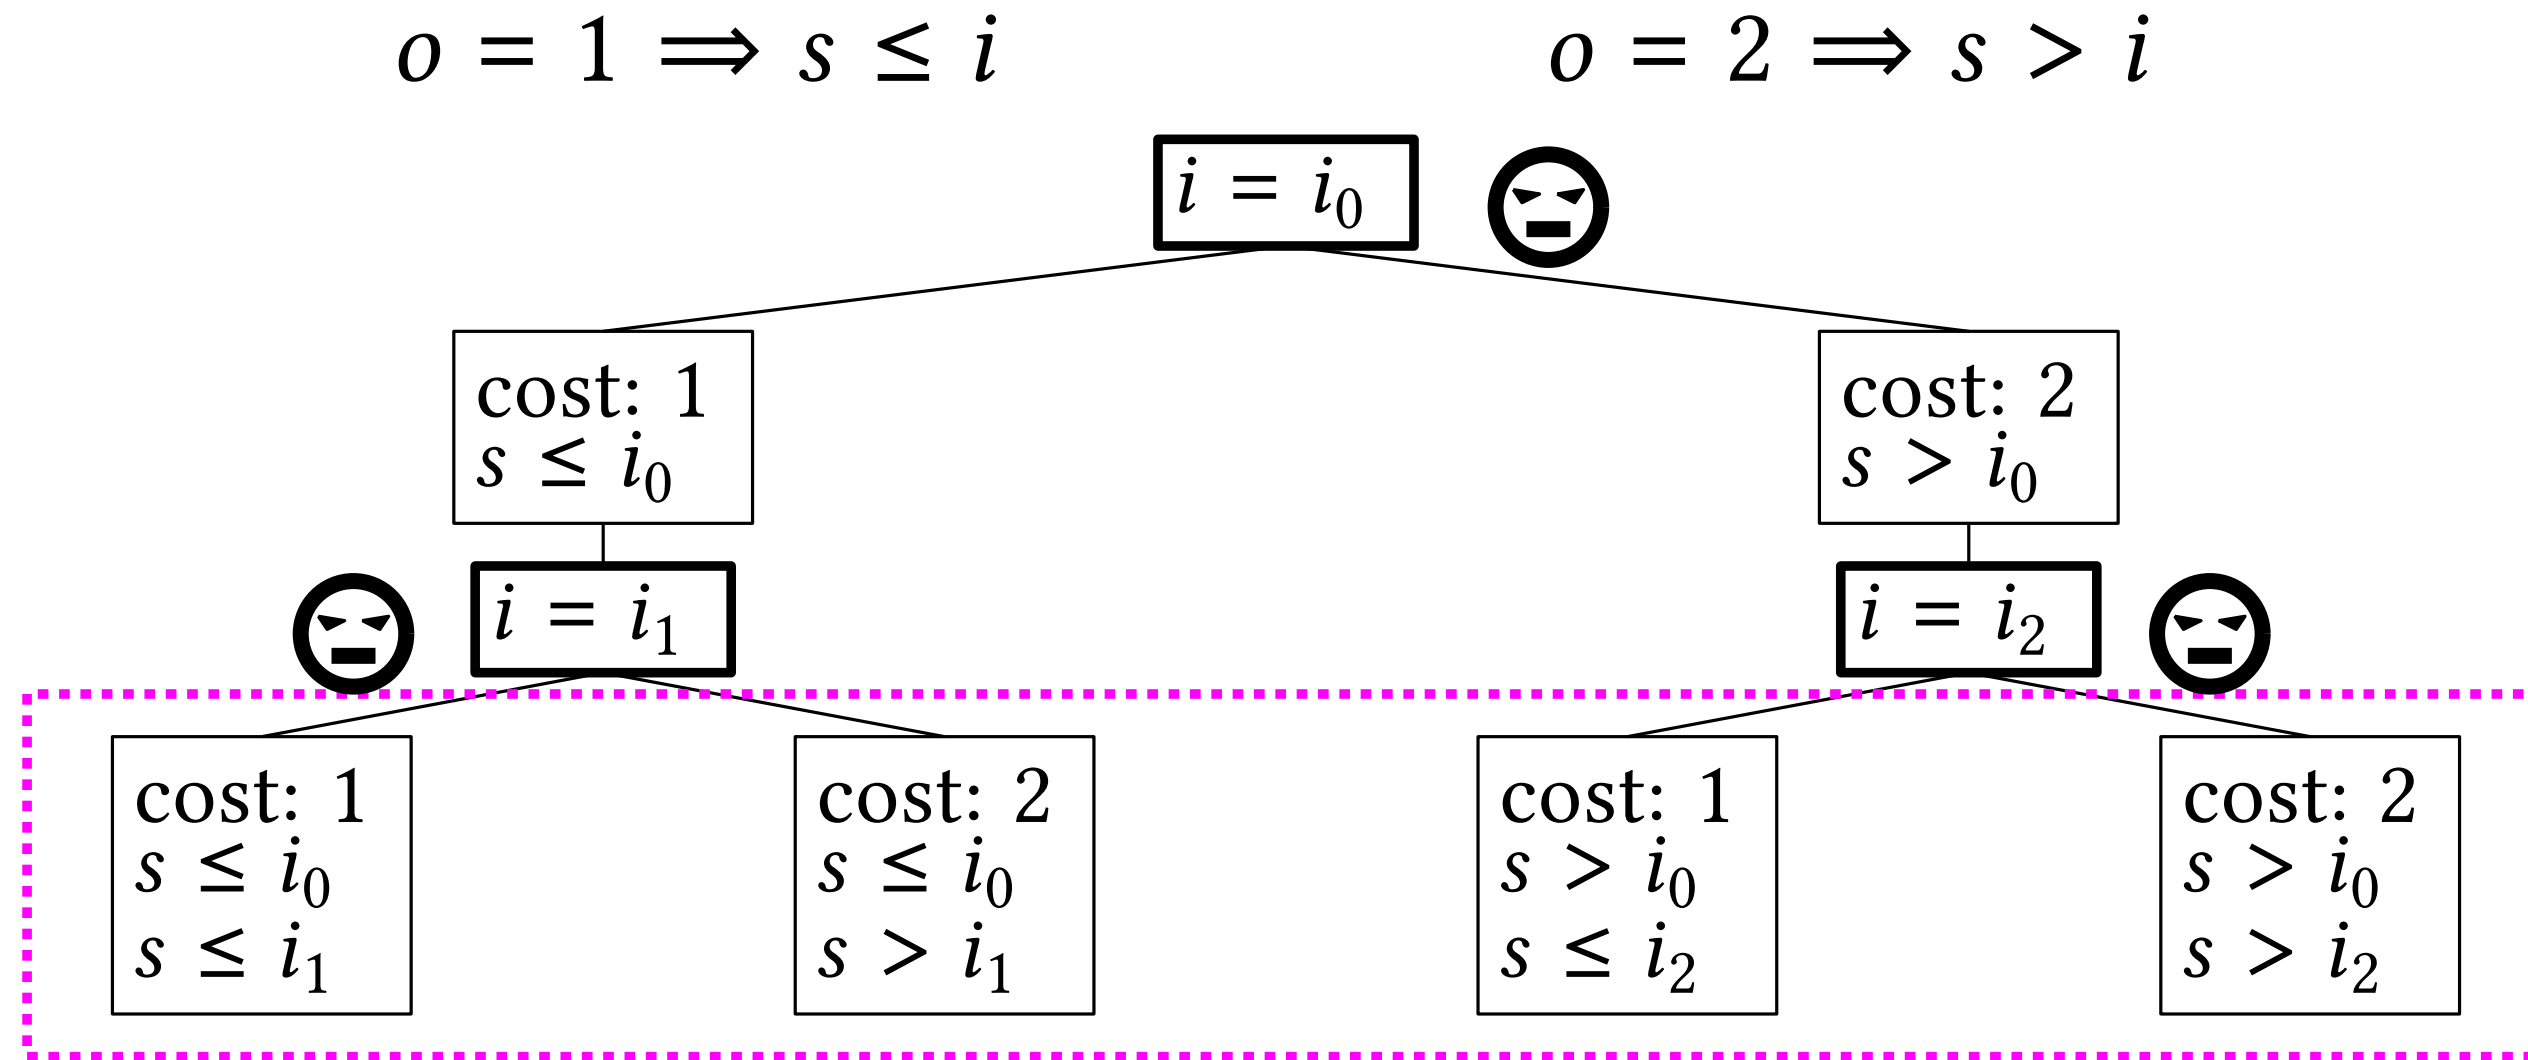 o = 1 ⟹ s ≤ i
o = 2 ⟹ s > i
i = i₀
cost: 1
s ≤ i₀
cost: 2
s > i₀
i = i₁
i = i₂
cost: 1
s ≤ i₀
s ≤ i₁
cost: 2
s ≤ i₀
s > i₁
cost: 1
s > i₀
s ≤ i₂
cost: 2
s > i₀
s > i₂